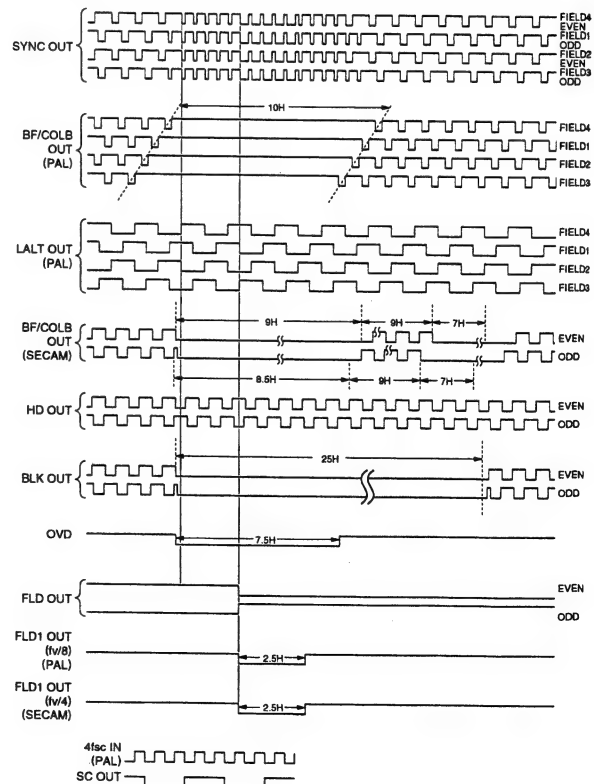 SYNC OUT
FIELD4
EVEN
FIELD1
ODD
FIELD2
EVEN
FIELD3
ODD
10H
BF/COLB
OUT
(PAL)
FIELD4
FIELD1
FIELD2
FIELD3
LALT OUT
(PAL)
FIELD4
FIELD1
FIELD2
FIELD3
9H
9H
7H
BF/COLB
OUT
(SECAM)
EVEN
ODD
8.5H
9H
7H
HD OUT
EVEN
ODD
25H
BLK OUT
EVEN
ODD
OVD
7.5H
FLD OUT
EVEN
ODD
FLD1 OUT
(fv/8)
(PAL)
2.5H
FLD1 OUT
(fv/4)
(SECAM)
2.5H
4fsc IN
(PAL)
SC OUT